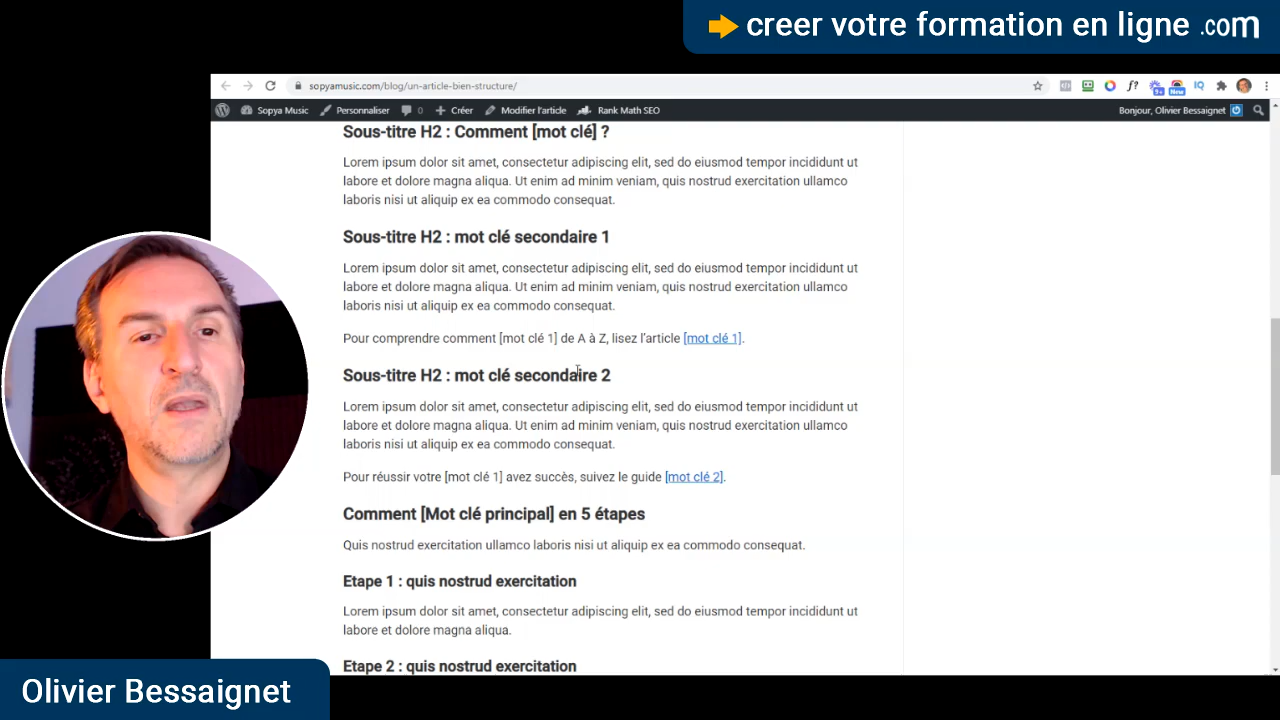 creer votre formation en ligne .com
sopyamusic.com/blog/un-article-bien-structure/
Sopya Music Personnaliser 0 Créer Modifier l'article Rank Math SEO Bonjour, Olivier Bessaignet
Sous-titre H2 : Comment [mot clé] ?
Lorem ipsum dolor sit amet, consectetur adipiscing elit, sed do eiusmod tempor incididunt ut
labore et dolore magna aliqua. Ut enim ad minim veniam, quis nostrud exercitation ullamco
laboris nisi ut aliquip ex ea commodo consequat.
Sous-titre H2 : mot clé secondaire 1
Lorem ipsum dolor sit amet, consectetur adipiscing elit, sed do eiusmod tempor incididunt ut
labore et dolore magna aliqua. Ut enim ad minim veniam, quis nostrud exercitation ullamco
laboris nisi ut aliquip ex ea commodo consequat.
Pour comprendre comment [mot clé 1] de A à Z, lisez l'article [mot clé 1].
Sous-titre H2 : mot clé secondaire 2
Lorem ipsum dolor sit amet, consectetur adipiscing elit, sed do eiusmod tempor incididunt ut
labore et dolore magna aliqua. Ut enim ad minim veniam, quis nostrud exercitation ullamco
laboris nisi ut aliquip ex ea commodo consequat.
Pour réussir votre [mot clé 1] avez succès, suivez le guide [mot clé 2].
Comment [Mot clé principal] en 5 étapes
Quis nostrud exercitation ullamco laboris nisi ut aliquip ex ea commodo consequat.
Etape 1 : quis nostrud exercitation
Lorem ipsum dolor sit amet, consectetur adipiscing elit, sed do eiusmod tempor incididunt ut
labore et dolore magna aliqua.
Etape 2 : quis nostrud exercitation
Olivier Bessaignet